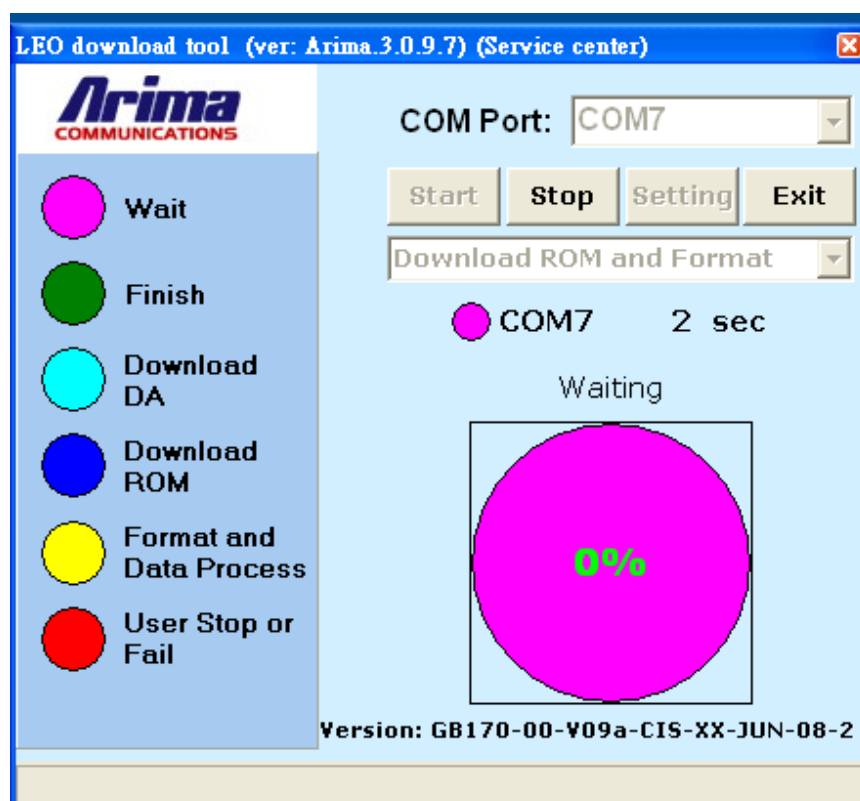 LEO download tool (ver: Arima.3.0.9.7) (Service center)
Arima
COMMUNICATIONS
COM Port: COM7
Start Stop Setting Exit
Download ROM and Format
COM7 2 sec
Waiting
0%
Version: GB170-00-V09a-CIS-XX-JUN-08-2
Wait
Finish
Download
DA
Download
ROM
Format and
Data Process
User Stop or
Fail